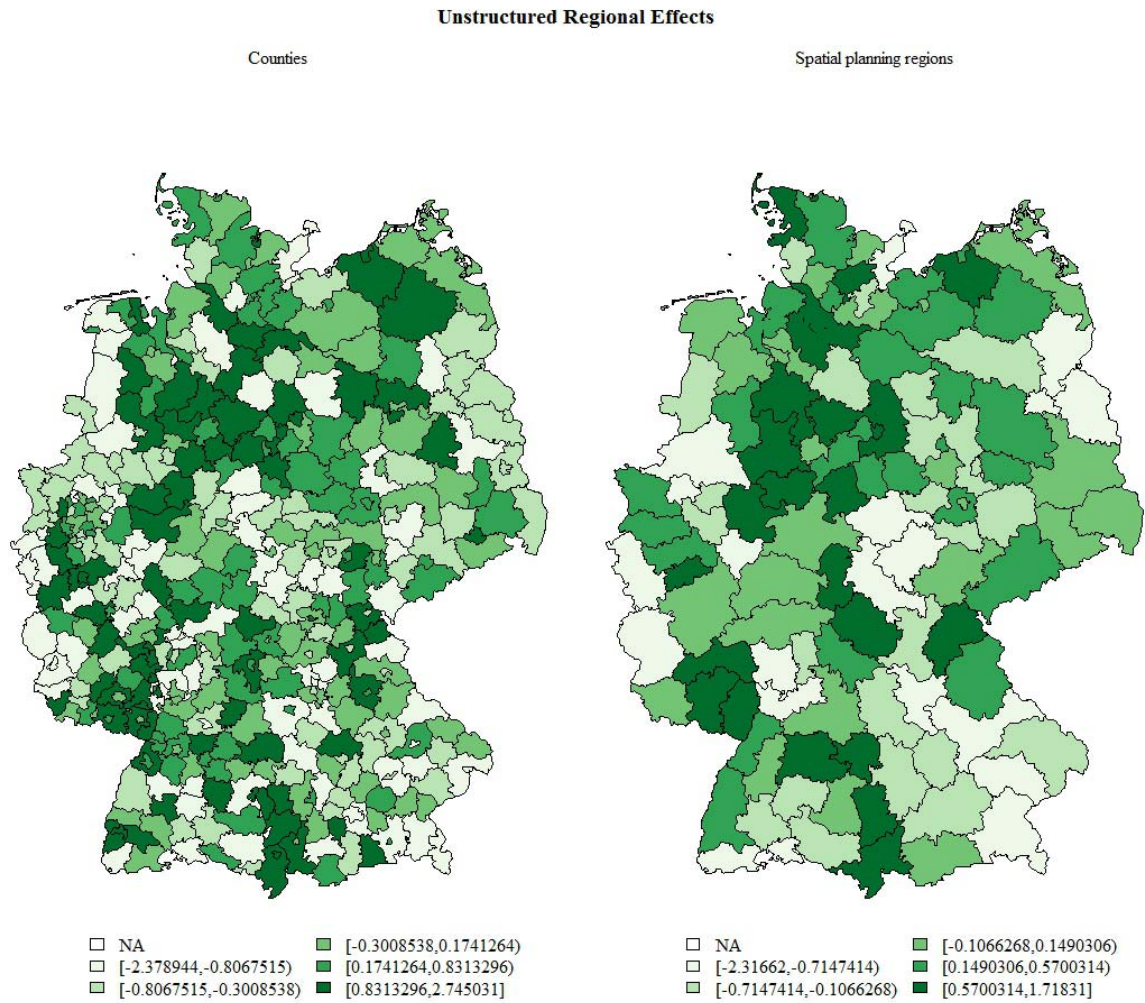 Unstructured Regional Effects
Counties
Spatial planning regions
NA
[-2.378944,-0.8067515)
[-0.8067515,-0.3008538)
[-0.3008538,0.1741264)
[0.1741264,0.8313296)
[0.8313296,2.745031]
NA
[-2.31662,-0.7147414)
[-0.7147414,-0.1066268)
[-0.1066268,0.1490306)
[0.1490306,0.5700314)
[0.5700314,1.71831]